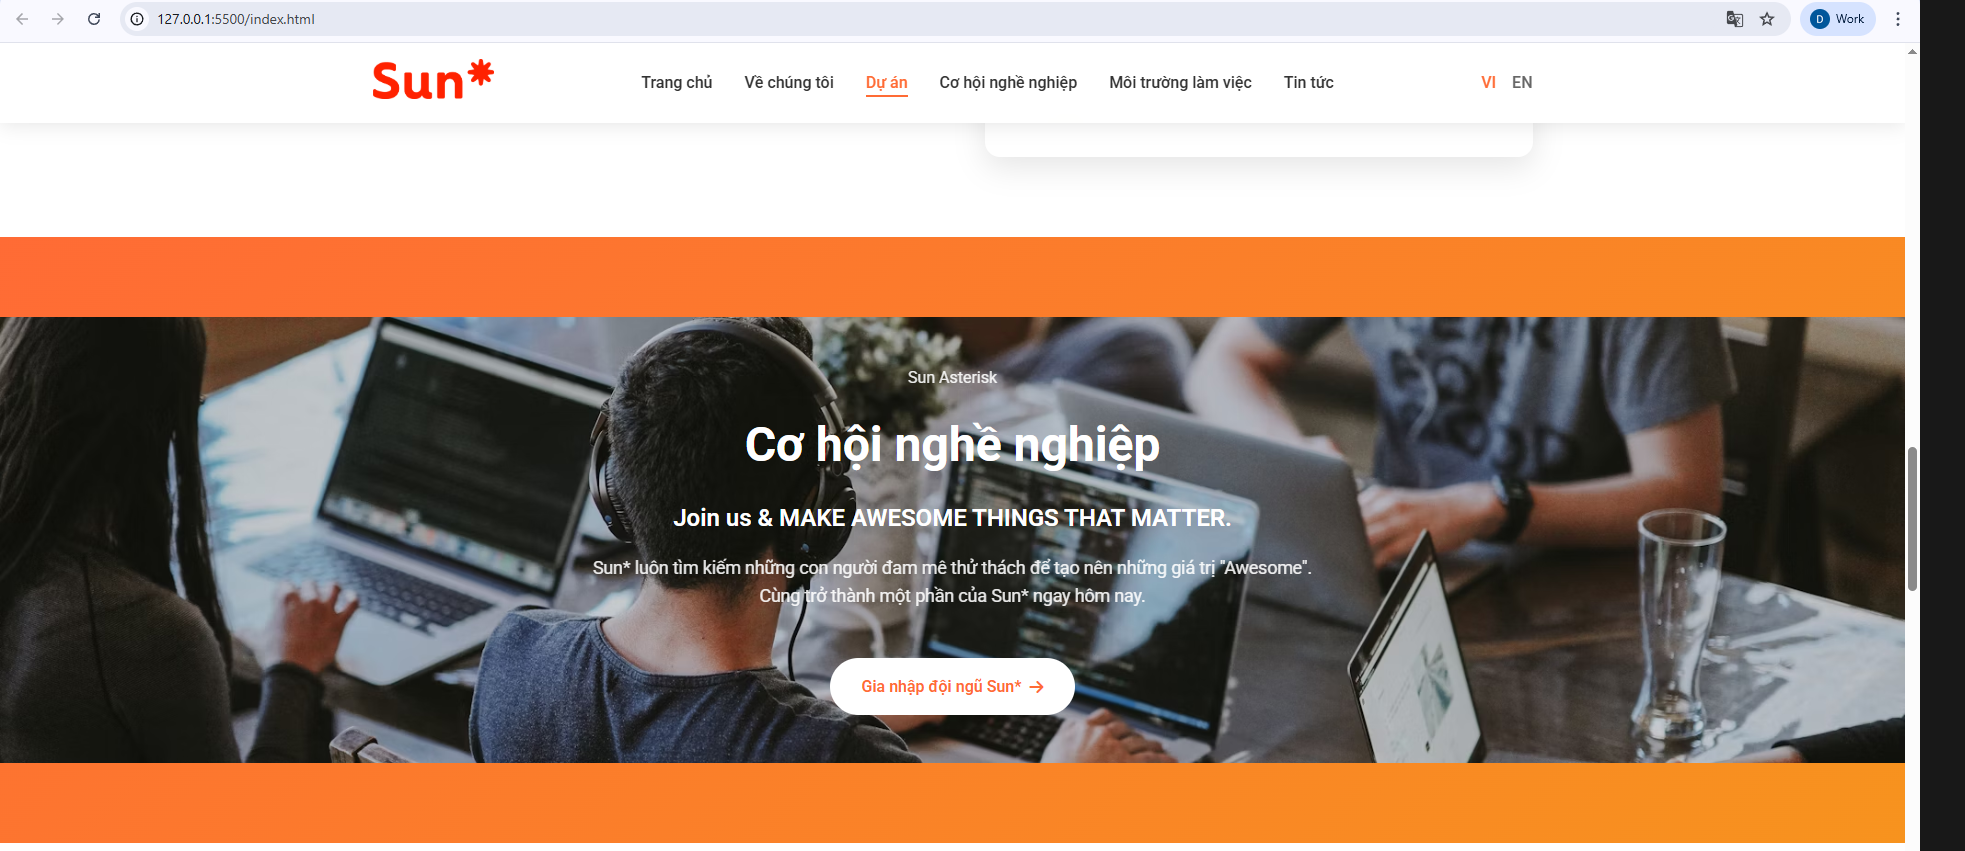 127.0.0.1:5500/index.html
D Work
Sun*
Trang chủ Về chúng tôi Dự án Cơ hội nghề nghiệp Môi trường làm việc Tin tức VI EN
Sun Asterisk
Cơ hội nghề nghiệp
Join us & MAKE AWESOME THINGS THAT MATTER.
Sun* luôn tìm kiếm những con người đam mê thử thách để tạo nên những giá trị "Awesome".
Cùng trở thành một phần của Sun* ngay hôm nay.
Gia nhập đội ngũ Sun* →